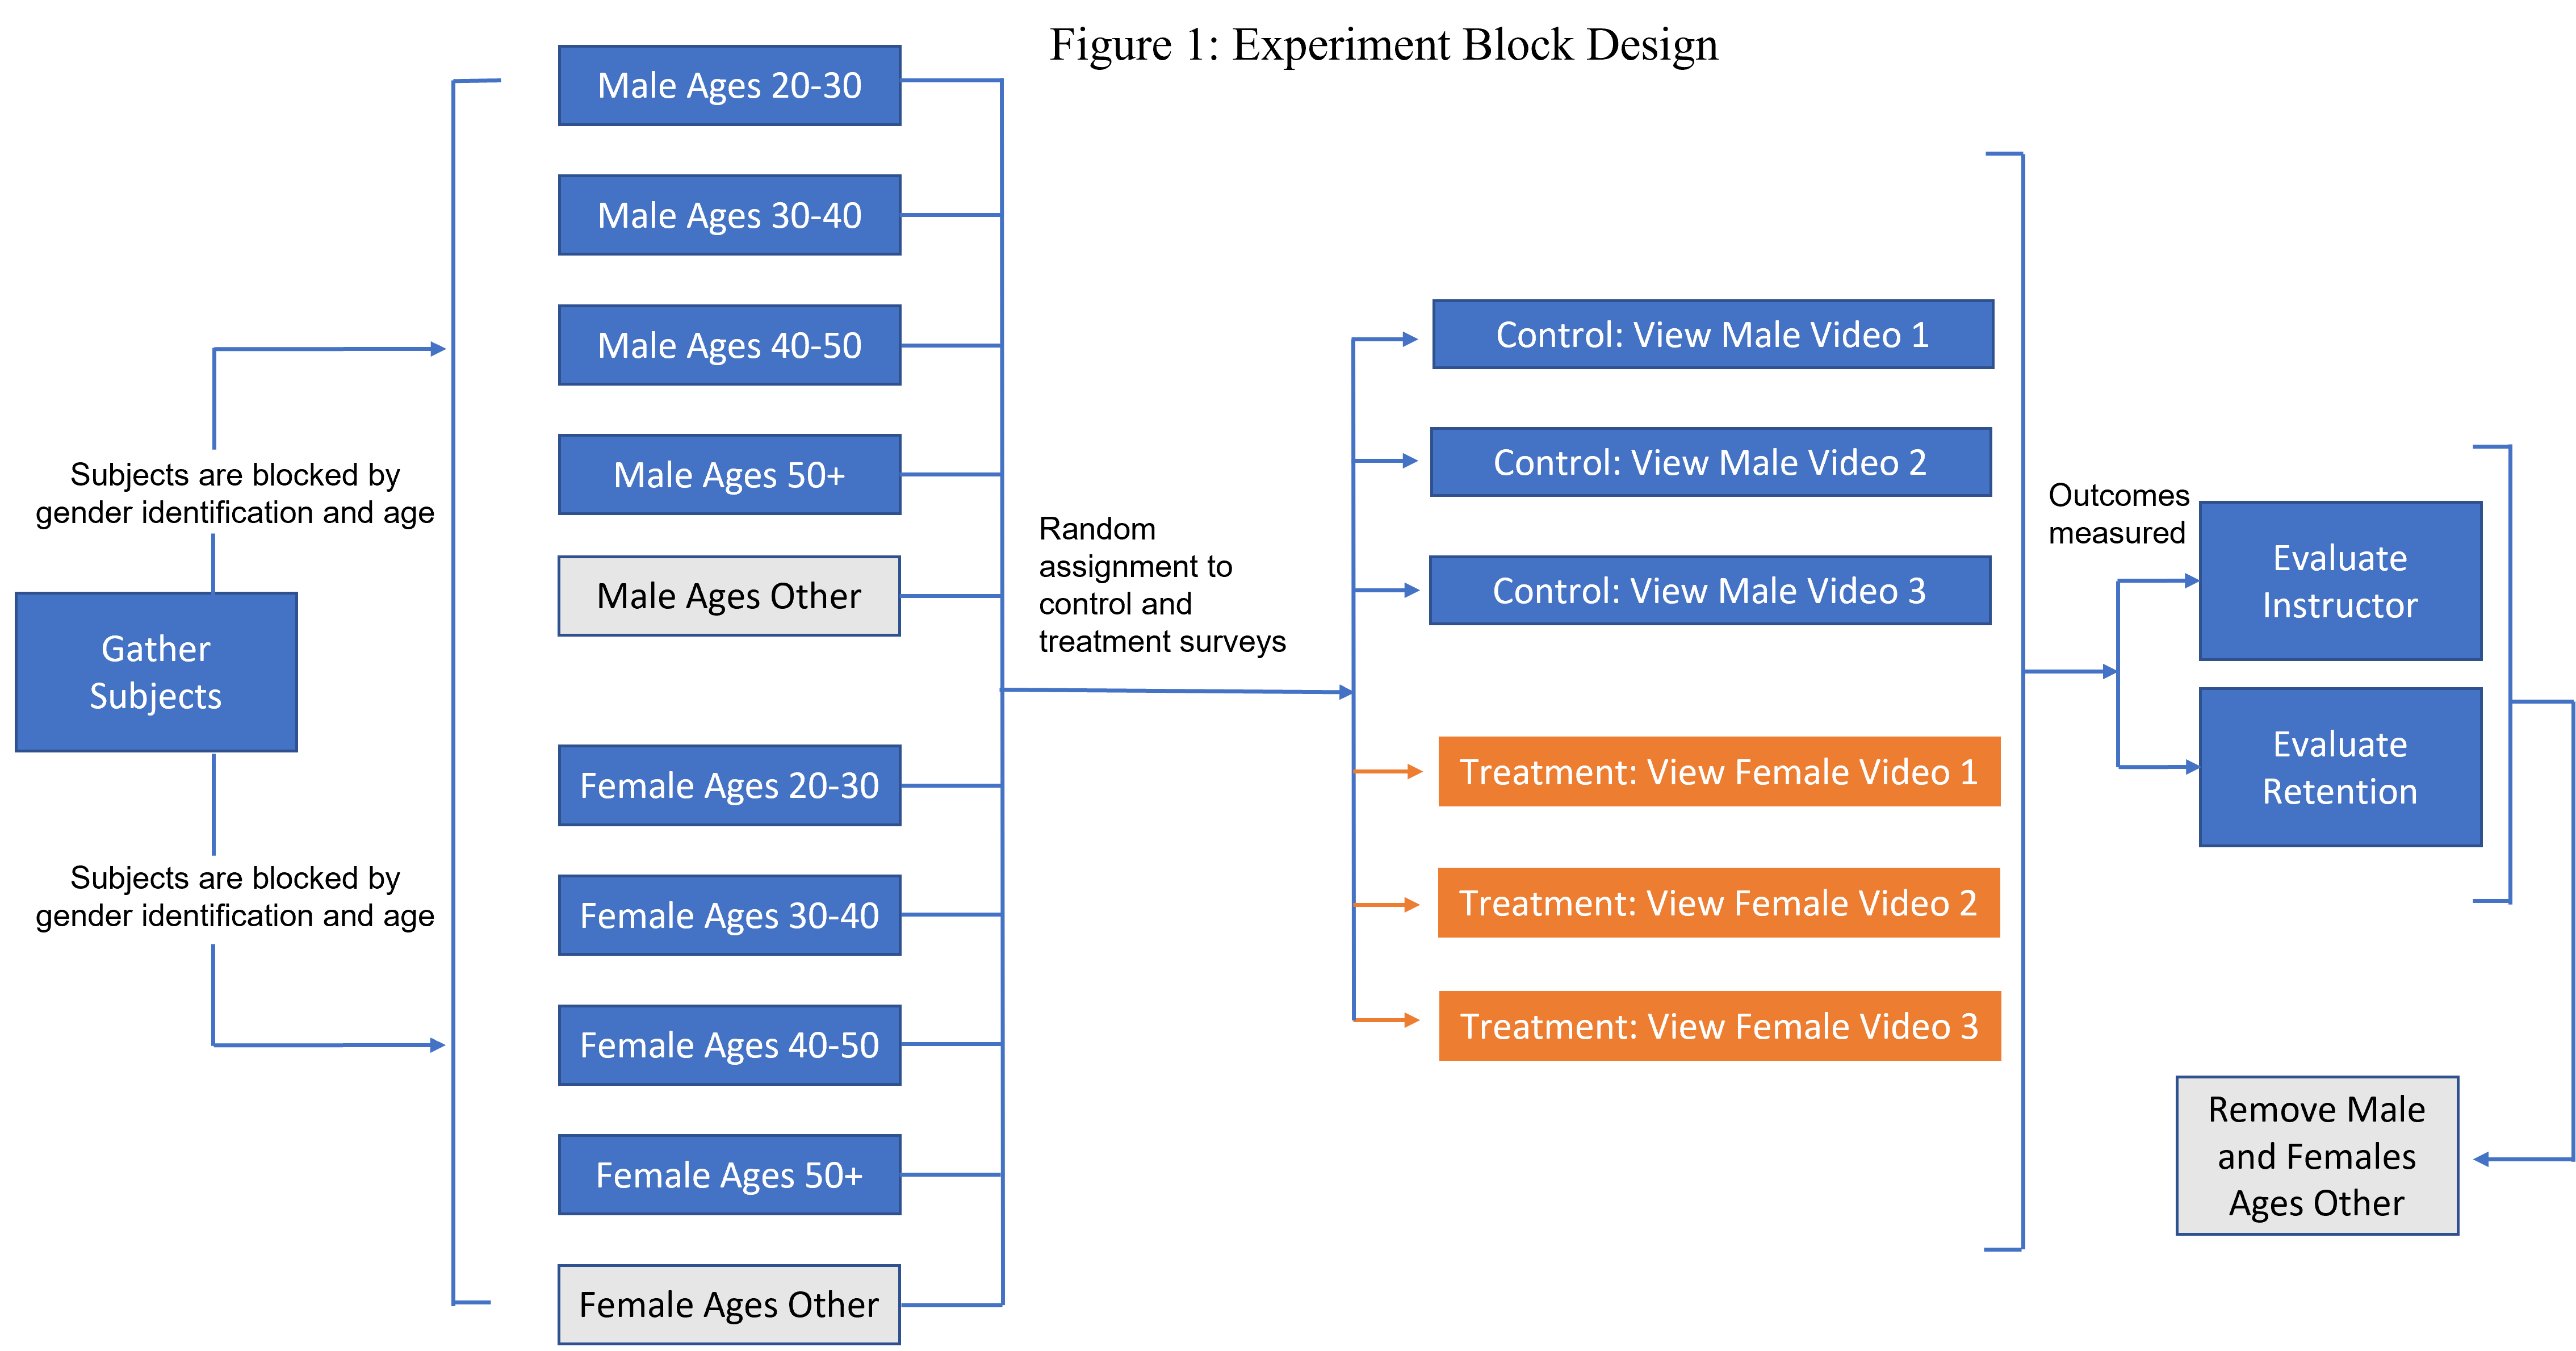 Figure 1: Experiment Block Design
Subjects are blocked by
gender identification and age
Gather
Subjects
Subjects are blocked by
gender identification and age
Male Ages 20-30
Male Ages 30-40
Male Ages 40-50
Male Ages 50+
Male Ages Other
Female Ages 20-30
Female Ages 30-40
Female Ages 40-50
Female Ages 50+
Female Ages Other
Random
assignment to
control and
treatment surveys
Control: View Male Video 1
Control: View Male Video 2
Control: View Male Video 3
Treatment: View Female Video 1
Treatment: View Female Video 2
Treatment: View Female Video 3
Outcomes
measured
Evaluate
Instructor
Evaluate
Retention
Remove Male
and Females
Ages Other